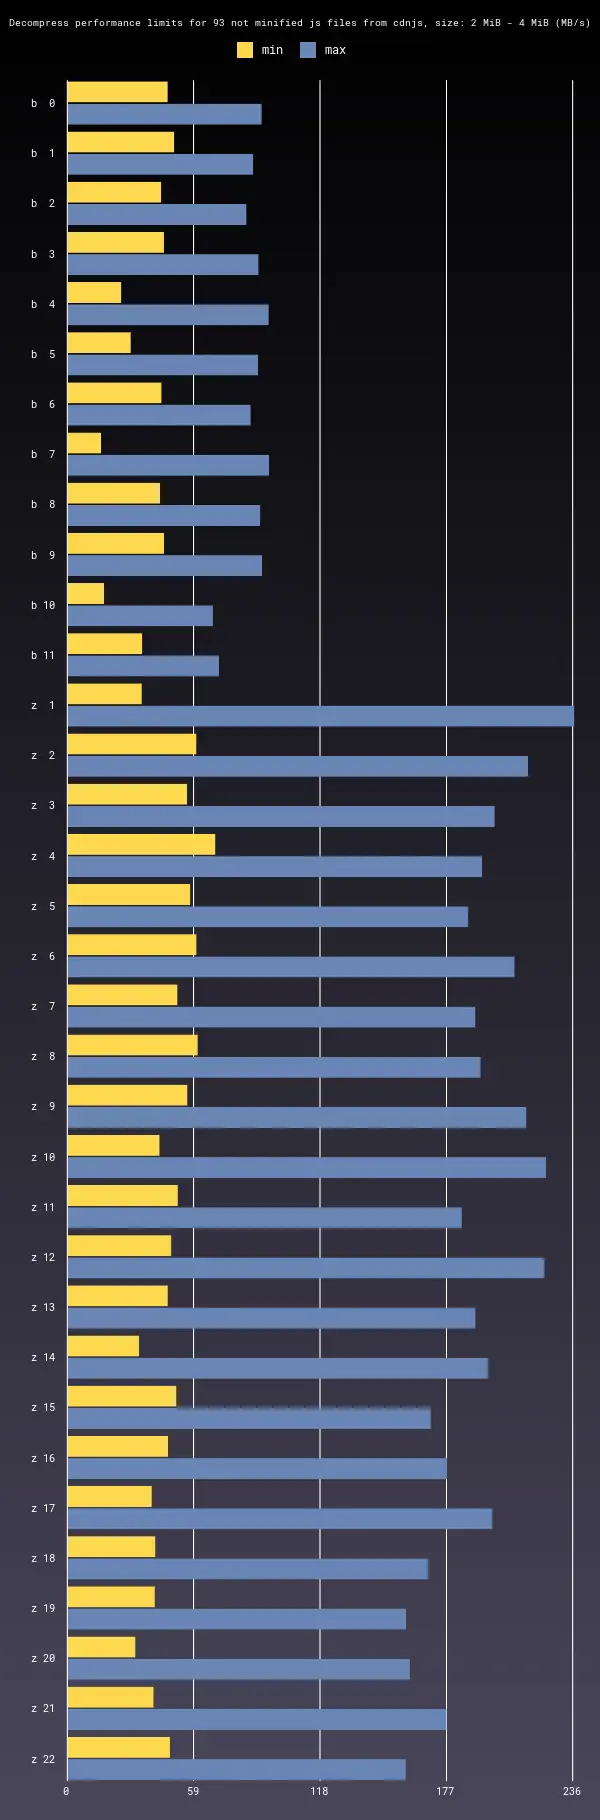 Decompress performance limits for 93 not minified js files from cdnjs, size: 2 MiB - 4 MiB (MB/s)
min max
b 0
b 1
b 2
b 3
b 4
b 5
b 6
b 7
b 8
b 9
b 10
b 11
z 1
z 2
z 3
z 4
z 5
z 6
z 7
z 8
z 9
z 10
z 11
z 12
z 13
z 14
z 15
z 16
z 17
z 18
z 19
z 20
z 21
z 22
0 59 118 177 236